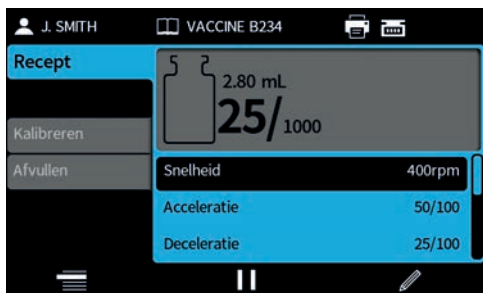 J. SMITH VACCINE B234
Recept
2.80 mL
25/1000
Kalibreren
Afvullen
Snelheid 400rpm
Acceleratie 50/100
Deceleratie 25/100